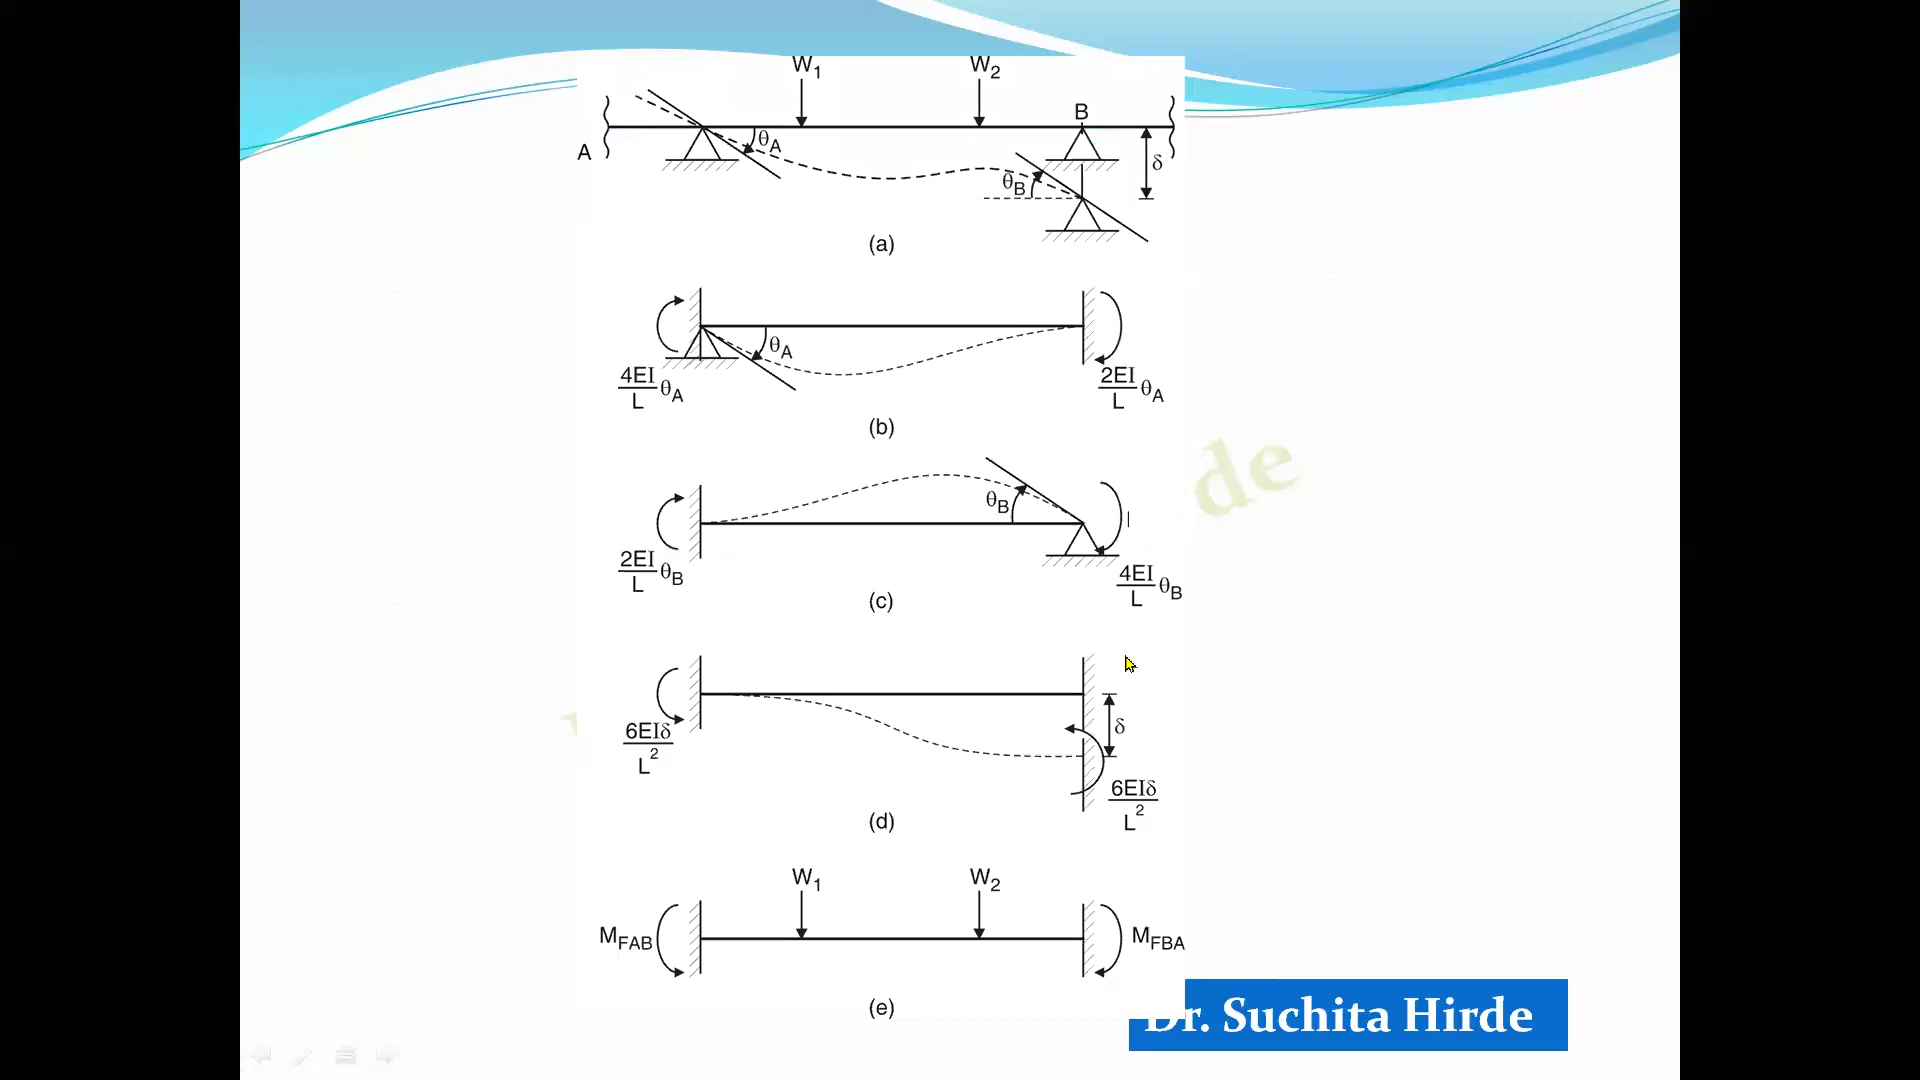 W1 W2
B
A θA θB δ
(a)
θA
4EI/L θA 2EI/L θA
(b)
θB
2EI/L θB 4EI/L θB
(c)
δ
6EIδ/L² 6EIδ/L²
(d)
W1 W2
MFAB MFBA
(e)
de
Dr. Suchita Hirde